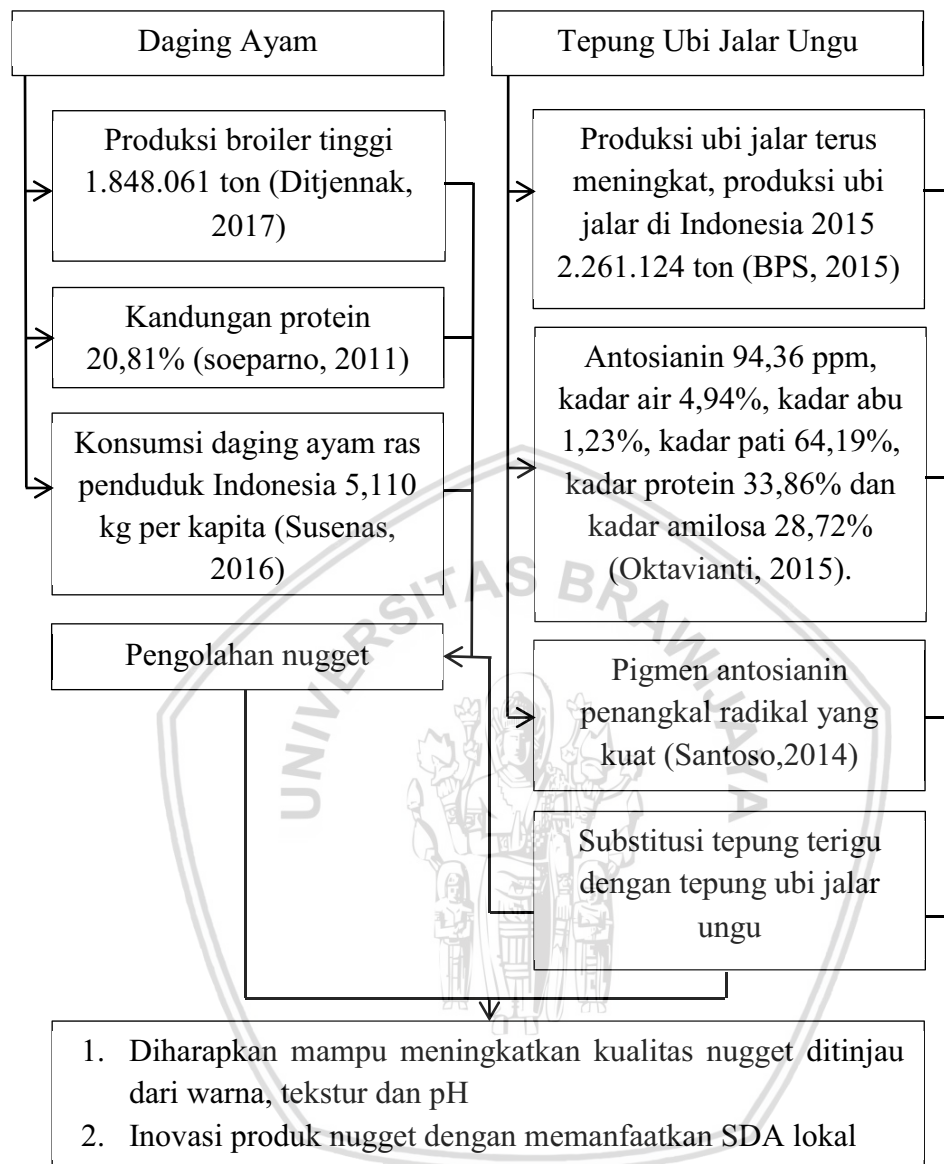 Daging Ayam
Produksi broiler tinggi
1.848.061 ton (Ditjennak,
2017)
Kandungan protein
20,81% (soeparno, 2011)
Konsumsi daging ayam ras
penduduk Indonesia 5,110
kg per kapita (Susenas,
2016)
Pengolahan nugget
Tepung Ubi Jalar Ungu
Produksi ubi jalar terus
meningkat, produksi ubi
jalar di Indonesia 2015
2.261.124 ton (BPS, 2015)
Antosianin 94,36 ppm,
kadar air 4,94%, kadar abu
1,23%, kadar pati 64,19%,
kadar protein 33,86% dan
kadar amilosa 28,72%
(Oktavianti, 2015).
Pigmen antosianin
penangkal radikal yang
kuat (Santoso,2014)
Substitusi tepung terigu
dengan tepung ubi jalar
ungu
1. Diharapkan mampu meningkatkan kualitas nugget ditinjau
dari warna, tekstur dan pH
2. Inovasi produk nugget dengan memanfaatkan SDA lokal
UNIVERSITAS BRAWIJAYA